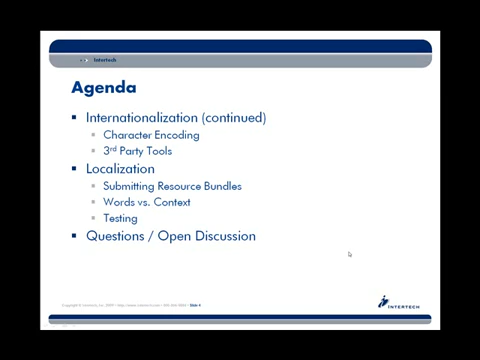 Intertech
Agenda
Internationalization (continued)
Character Encoding
3rd Party Tools
Localization
Submitting Resource Bundles
Words vs. Context
Testing
Questions / Open Discussion
INTERTECH